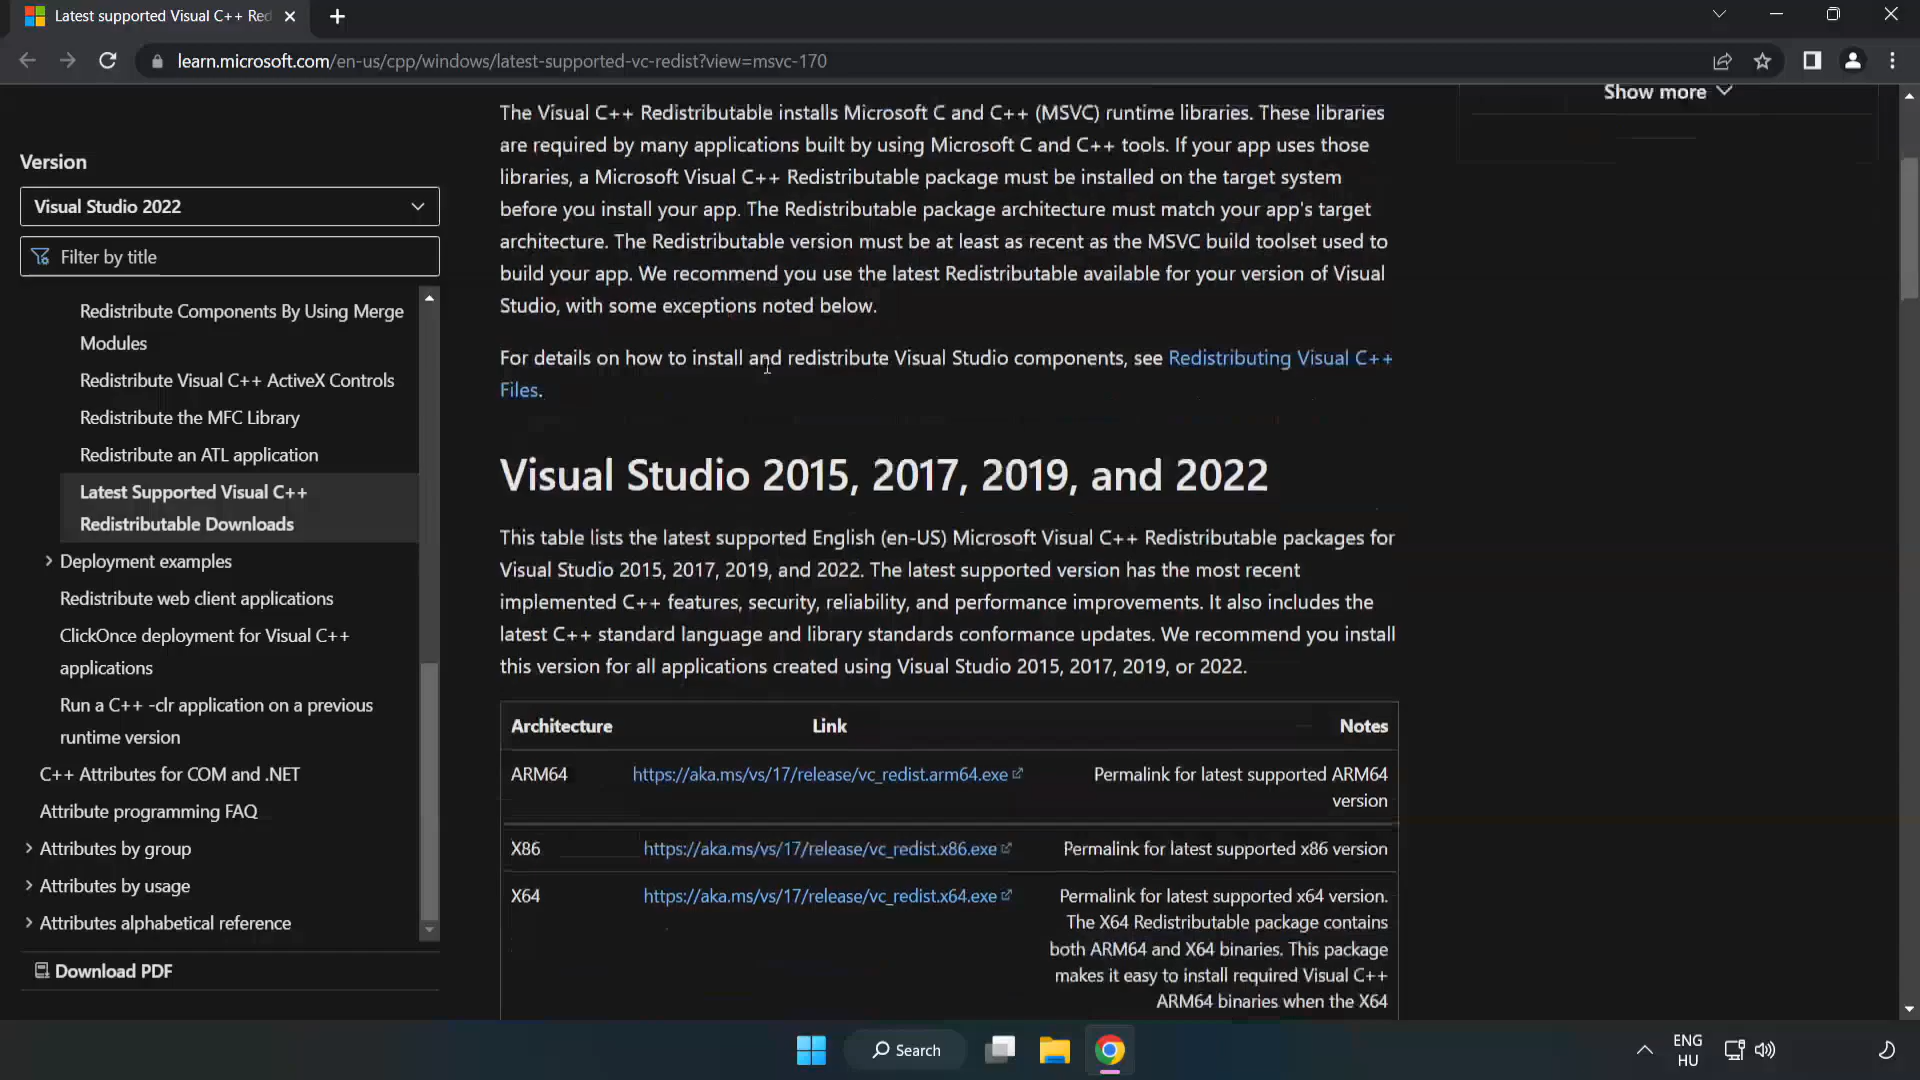 Latest supported Visual C++ Red
learn.microsoft.com/en-us/cpp/windows/latest-supported-vc-redist?view=msvc-170
Version
Visual Studio 2022
Filter by title
Redistribute Components By Using Merge
Modules
Redistribute Visual C++ ActiveX Controls
Redistribute the MFC Library
Redistribute an ATL application
Latest Supported Visual C++
Redistributable Downloads
Deployment examples
Redistribute web client applications
ClickOnce deployment for Visual C++
applications
Run a C++ -clr application on a previous
runtime version
C++ Attributes for COM and .NET
Attribute programming FAQ
Attributes by group
Attributes by usage
Attributes alphabetical reference
Download PDF
The Visual C++ Redistributable installs Microsoft C and C++ (MSVC) runtime libraries. These libraries
are required by many applications built by using Microsoft C and C++ tools. If your app uses those
libraries, a Microsoft Visual C++ Redistributable package must be installed on the target system
before you install your app. The Redistributable package architecture must match your app's target
architecture. The Redistributable version must be at least as recent as the MSVC build toolset used to
build your app. We recommend you use the latest Redistributable available for your version of Visual
Studio, with some exceptions noted below.
For details on how to install and redistribute Visual Studio components, see Redistributing Visual C++
Files.
Visual Studio 2015, 2017, 2019, and 2022
This table lists the latest supported English (en-US) Microsoft Visual C++ Redistributable packages for
Visual Studio 2015, 2017, 2019, and 2022. The latest supported version has the most recent
implemented C++ features, security, reliability, and performance improvements. It also includes the
latest C++ standard language and library standards conformance updates. We recommend you install
this version for all applications created using Visual Studio 2015, 2017, 2019, or 2022.
Architecture Link Notes
ARM64 https://aka.ms/vs/17/release/vc_redist.arm64.exe Permalink for latest supported ARM64
version
X86 https://aka.ms/vs/17/release/vc_redist.x86.exe Permalink for latest supported x86 version
X64 https://aka.ms/vs/17/release/vc_redist.x64.exe Permalink for latest supported x64 version.
The X64 Redistributable package contains
both ARM64 and X64 binaries. This package
makes it easy to install required Visual C++
ARM64 binaries when the X64
Show more
Search
ENG
HU